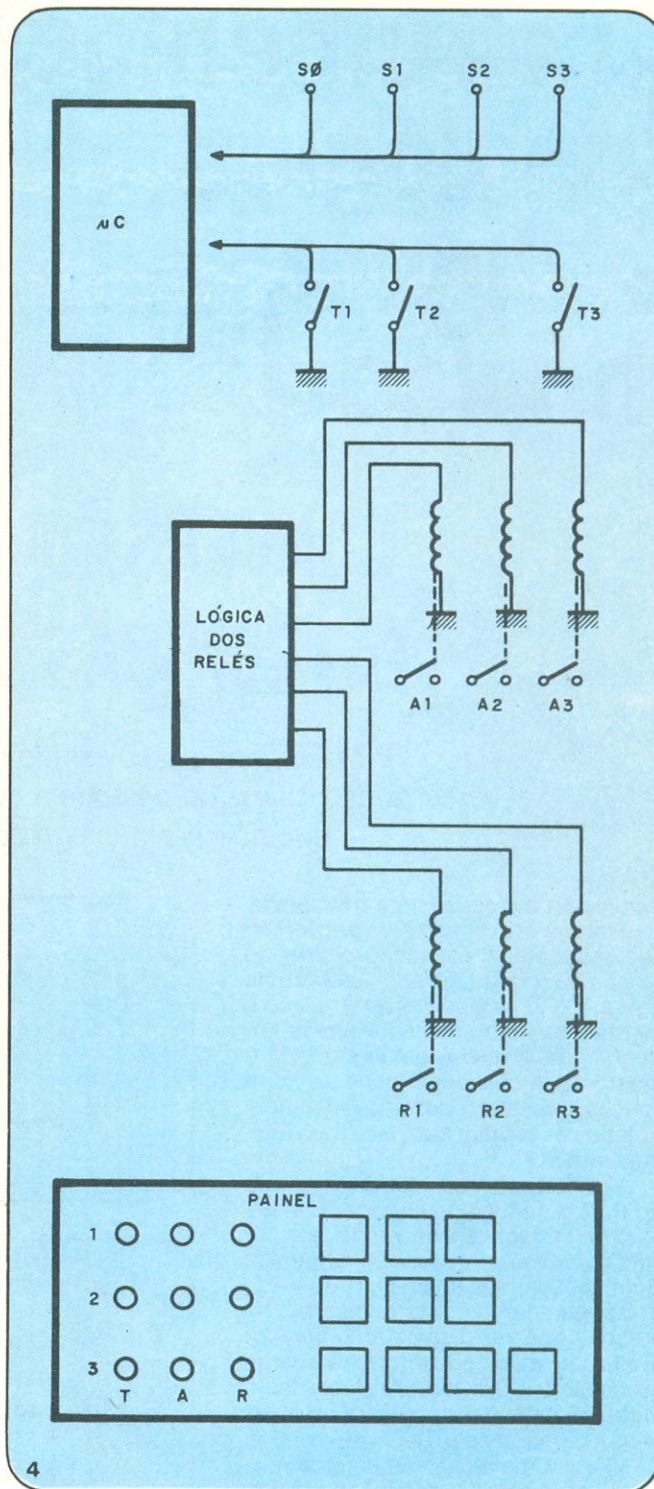 SØ S1 S2 S3
µC
T1 T2 T3
LÓGICA
DOS
RELÉS
A1 A2 A3
R1 R2 R3
PAINEL
1
2
3
T A R
4